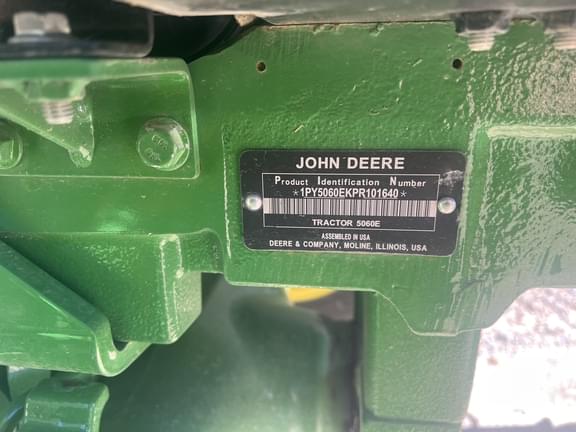 JOHN DEERE
Product Identification Number
*1PY5060EKPR101640*
TRACTOR 5060E
ASSEMBLED IN USA
DEERE & COMPANY, MOLINE, ILLINOIS, USA